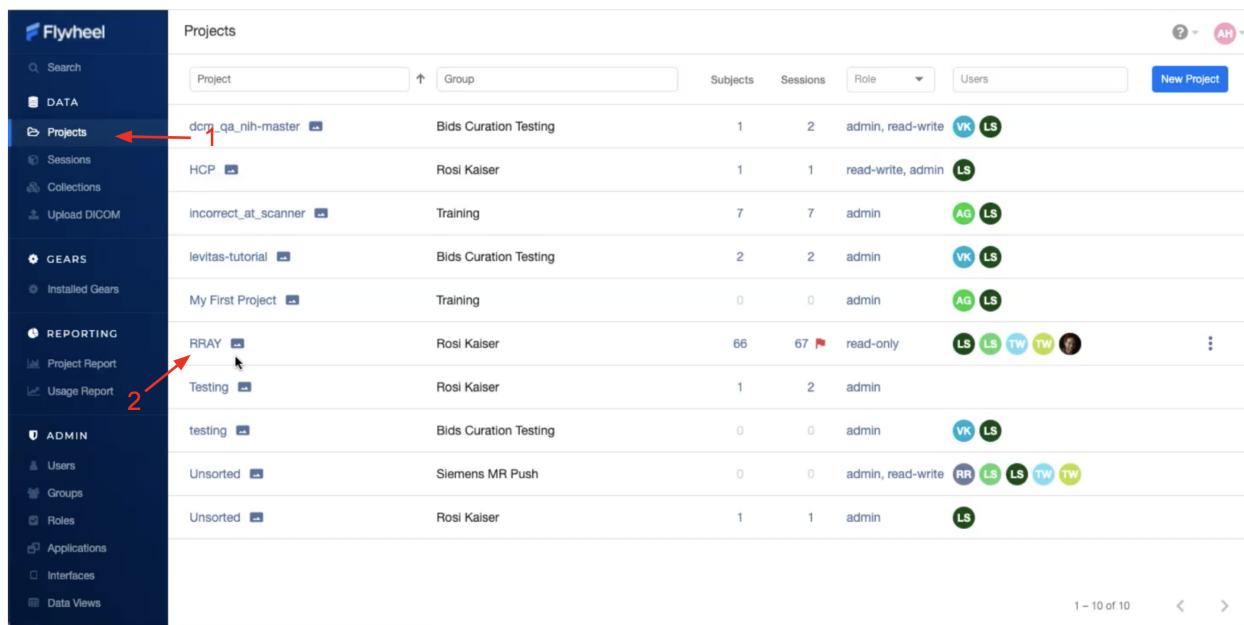 Flywheel
Search
DATA
Projects
Sessions
Collections
Upload DICOM
GEARS
Installed Gears
REPORTING
Project Report
Usage Report
ADMIN
Users
Groups
Roles
Applications
Interfaces
Data Views
1
2
Projects
? AH
Project Group Subjects Sessions Role Users New Project
dcm_qa_nih-master Bids Curation Testing 1 2 admin, read-write VK LS
HCP Rosi Kaiser 1 1 read-write, admin LS
incorrect_at_scanner Training 7 7 admin AG LS
levitas-tutorial Bids Curation Testing 2 2 admin VK LS
My First Project Training 0 0 admin AG LS
RRAY Rosi Kaiser 66 67 read-only LS LS TW TW
Testing Rosi Kaiser 1 2 admin
testing Bids Curation Testing 0 0 admin VK LS
Unsorted Siemens MR Push 0 0 admin, read-write RR LS LS TW TW
Unsorted Rosi Kaiser 1 1 admin LS
1 – 10 of 10